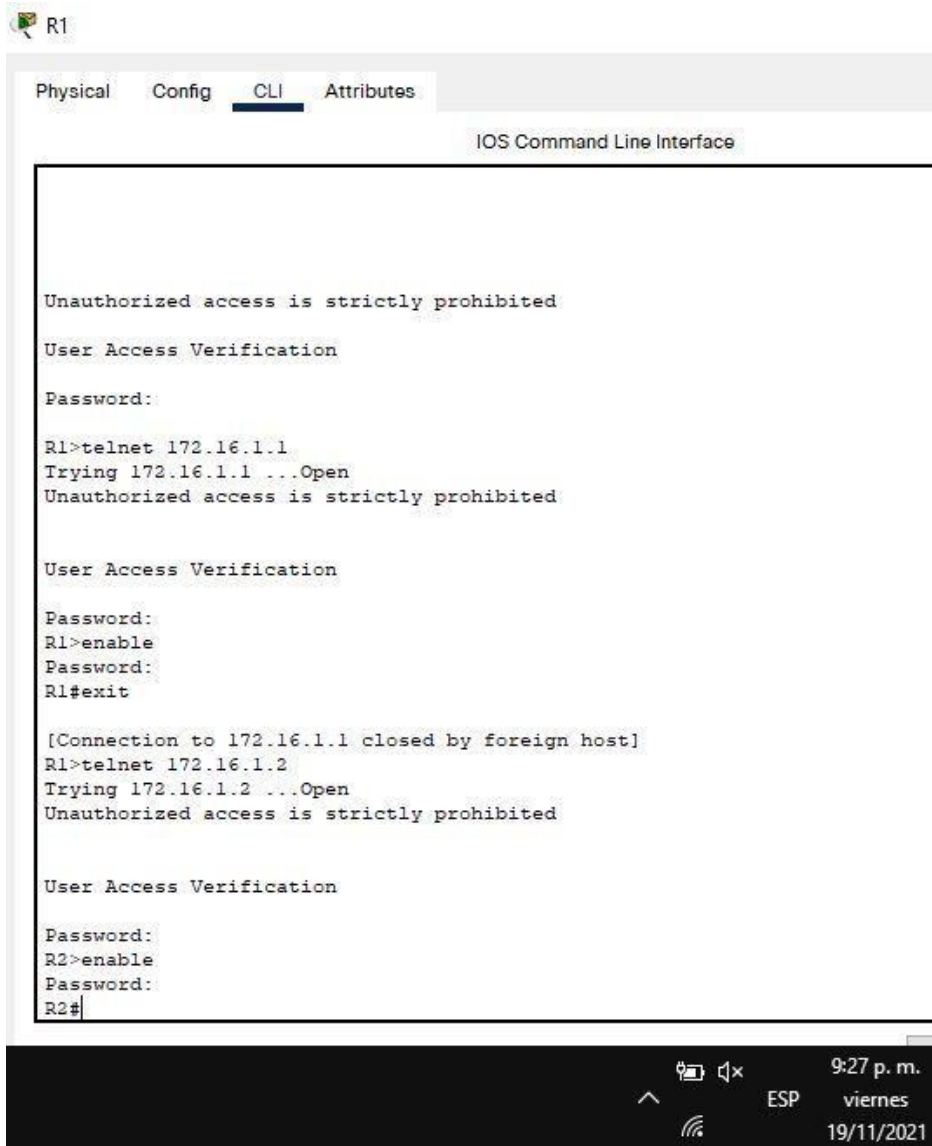 R1
Physical Config CLI Attributes
IOS Command Line Interface
Unauthorized access is strictly prohibited
User Access Verification
Password:
R1>telnet 172.16.1.1
Trying 172.16.1.1 ...Open
Unauthorized access is strictly prohibited
User Access Verification
Password:
R1>enable
Password:
R1#exit
[Connection to 172.16.1.1 closed by foreign host]
R1>telnet 172.16.1.2
Trying 172.16.1.2 ...Open
Unauthorized access is strictly prohibited
User Access Verification
Password:
R2>enable
Password:
R2#
9:27 p. m.
ESP viernes
19/11/2021